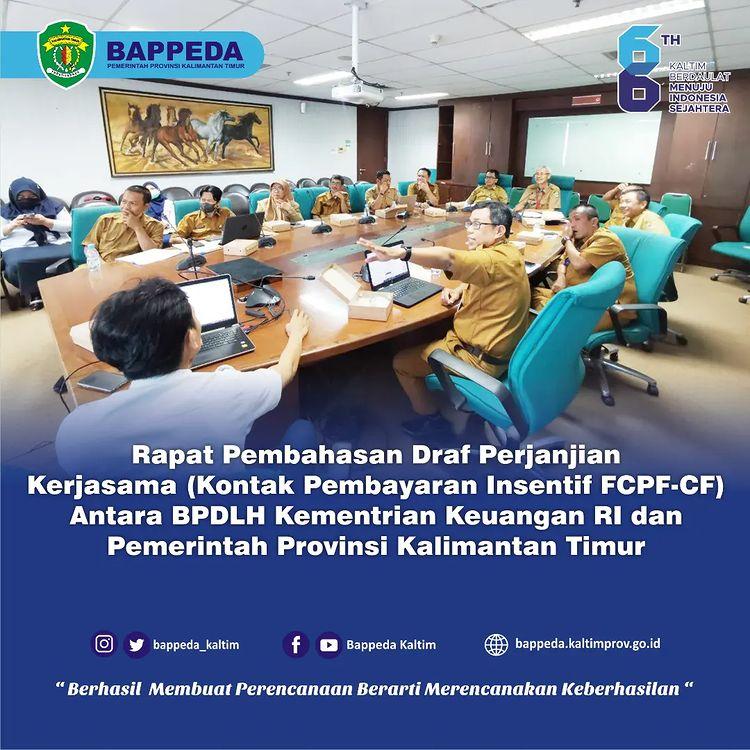 BAPPEDA
PEMERINTAH PROVINSI KALIMANTAN TIMUR
66 TH
KALTIM
BERDAULAT
MENUJU
INDONESIA
SEJAHTERA
Rapat Pembahasan Draf Perjanjian
Kerjasama (Kontak Pembayaran Insentif FCPF-CF)
Antara BPDLH Kementrian Keuangan RI dan
Pemerintah Provinsi Kalimantan Timur
bappeda_kaltim
Bappeda Kaltim
bappeda.kaltimprov.go.id
“ Berhasil Membuat Perencanaan Berarti Merencanakan Keberhasilan “